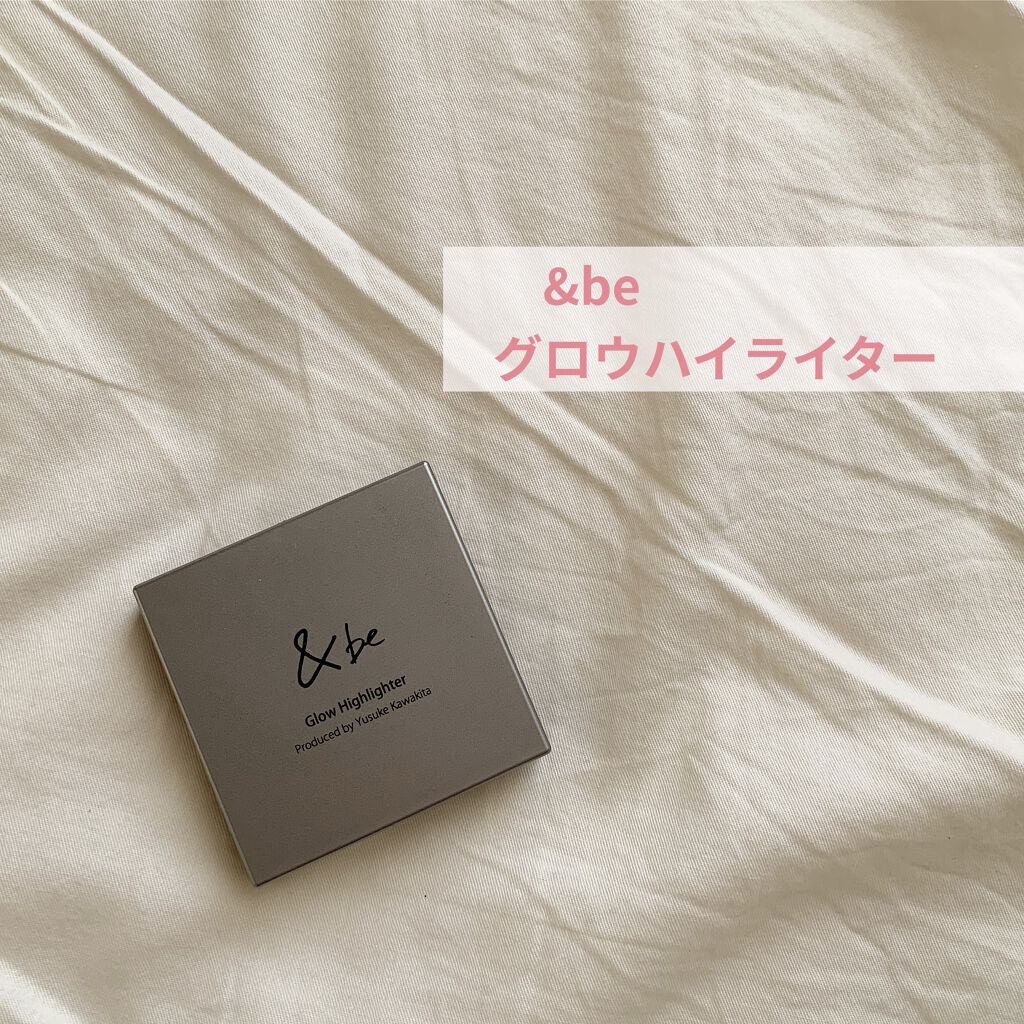 &be
グロウハイライター
&be
Glow Highlighter
Produced by Yusuke Kawakita